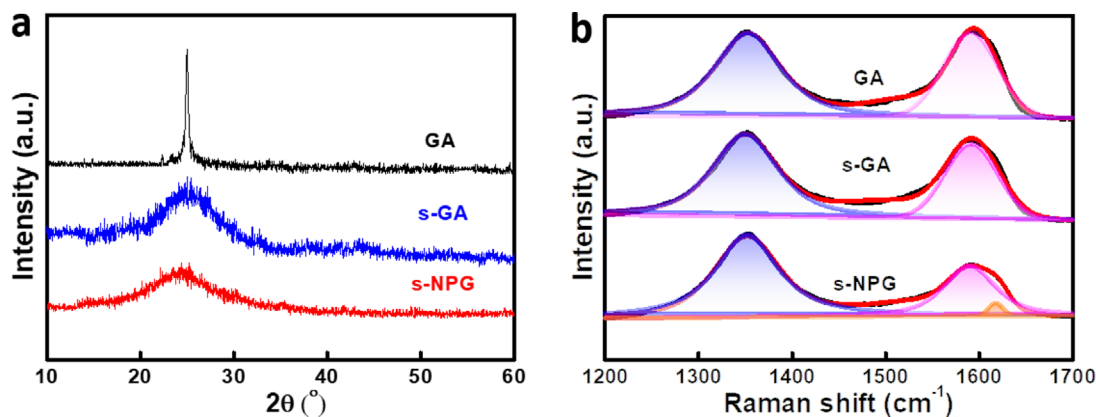 a
Intensity (a.u.)
GA
s-GA
s-NPG
10 20 30 40 50 60
2θ (°)
b
Intensity (a.u.)
GA
s-GA
s-NPG
1200 1300 1400 1500 1600 1700
Raman shift (cm⁻¹)